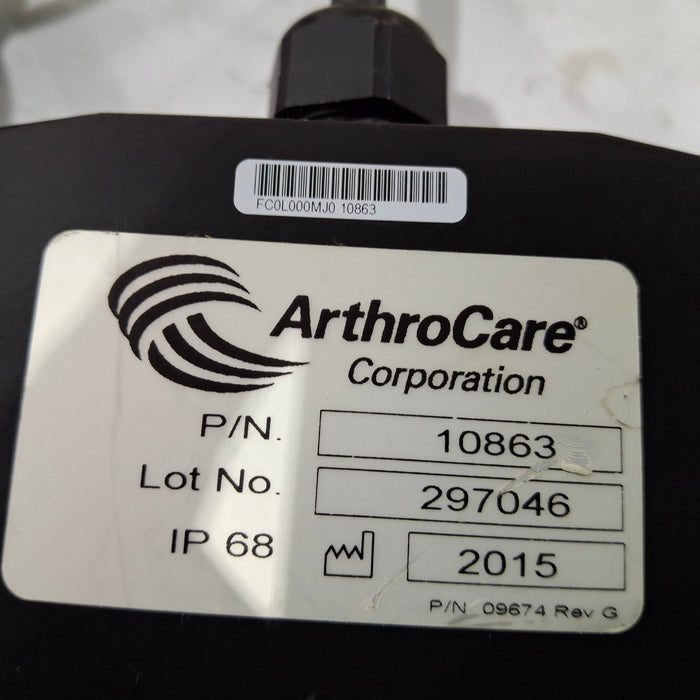 FC0L000MJ0 10863
ArthroCare®
Corporation
P/N. 10863
Lot No. 297046
IP 68 2015
P/N 09674 Rev G